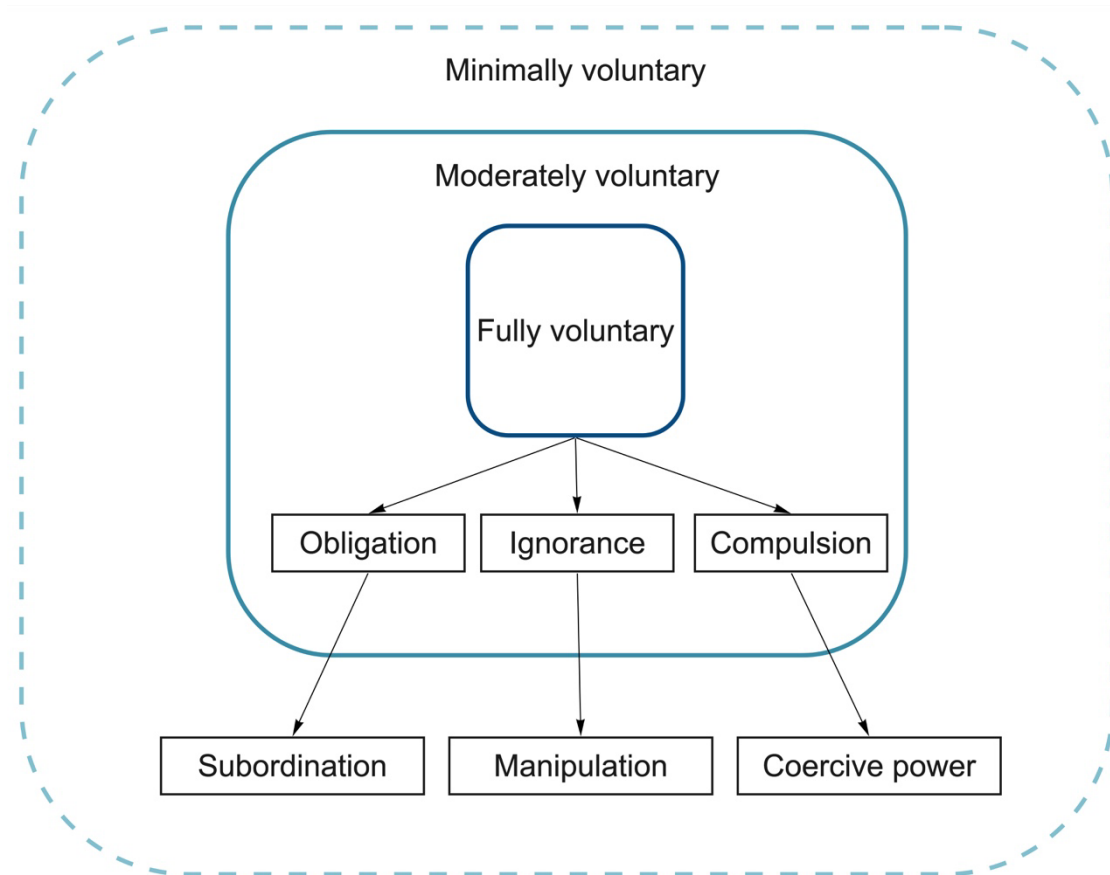 Minimally voluntary
Moderately voluntary
Fully voluntary
Obligation
Ignorance
Compulsion
Subordination
Manipulation
Coercive power